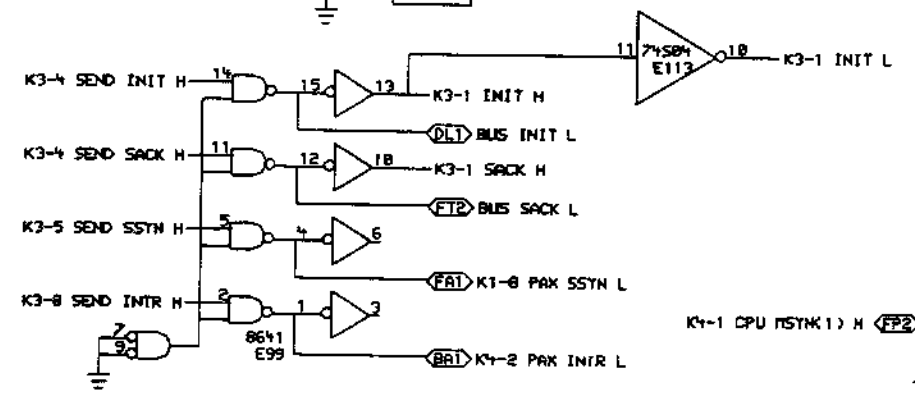 11 74S04 10
E113
K3-1 INIT L
K3-4 SEND INIT H 14
15 13
K3-1 INIT H
DL1 BUS INIT L
K3-4 SEND SACK H 11
12 10
K3-1 SACK H
FT2 BUS SACK L
K3-5 SEND SSYN H 5
4 6
FA1 K1-8 PAX SSYN L
K3-8 SEND INTR H 2
1 3
8641
E99
7
9
BA1 K4-2 PAX INTR L
K4-1 CPU MSYN(1) H FP2